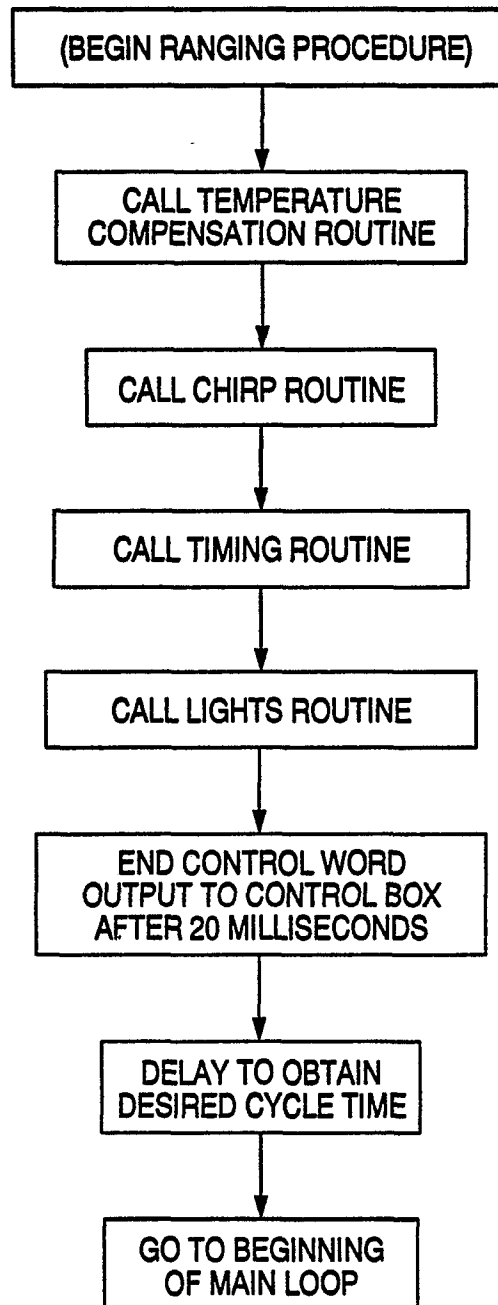 (BEGIN RANGING PROCEDURE)
CALL TEMPERATURE
COMPENSATION ROUTINE
CALL CHIRP ROUTINE
CALL TIMING ROUTINE
CALL LIGHTS ROUTINE
END CONTROL WORD
OUTPUT TO CONTROL BOX
AFTER 20 MILLISECONDS
DELAY TO OBTAIN
DESIRED CYCLE TIME
GO TO BEGINNING
OF MAIN LOOP